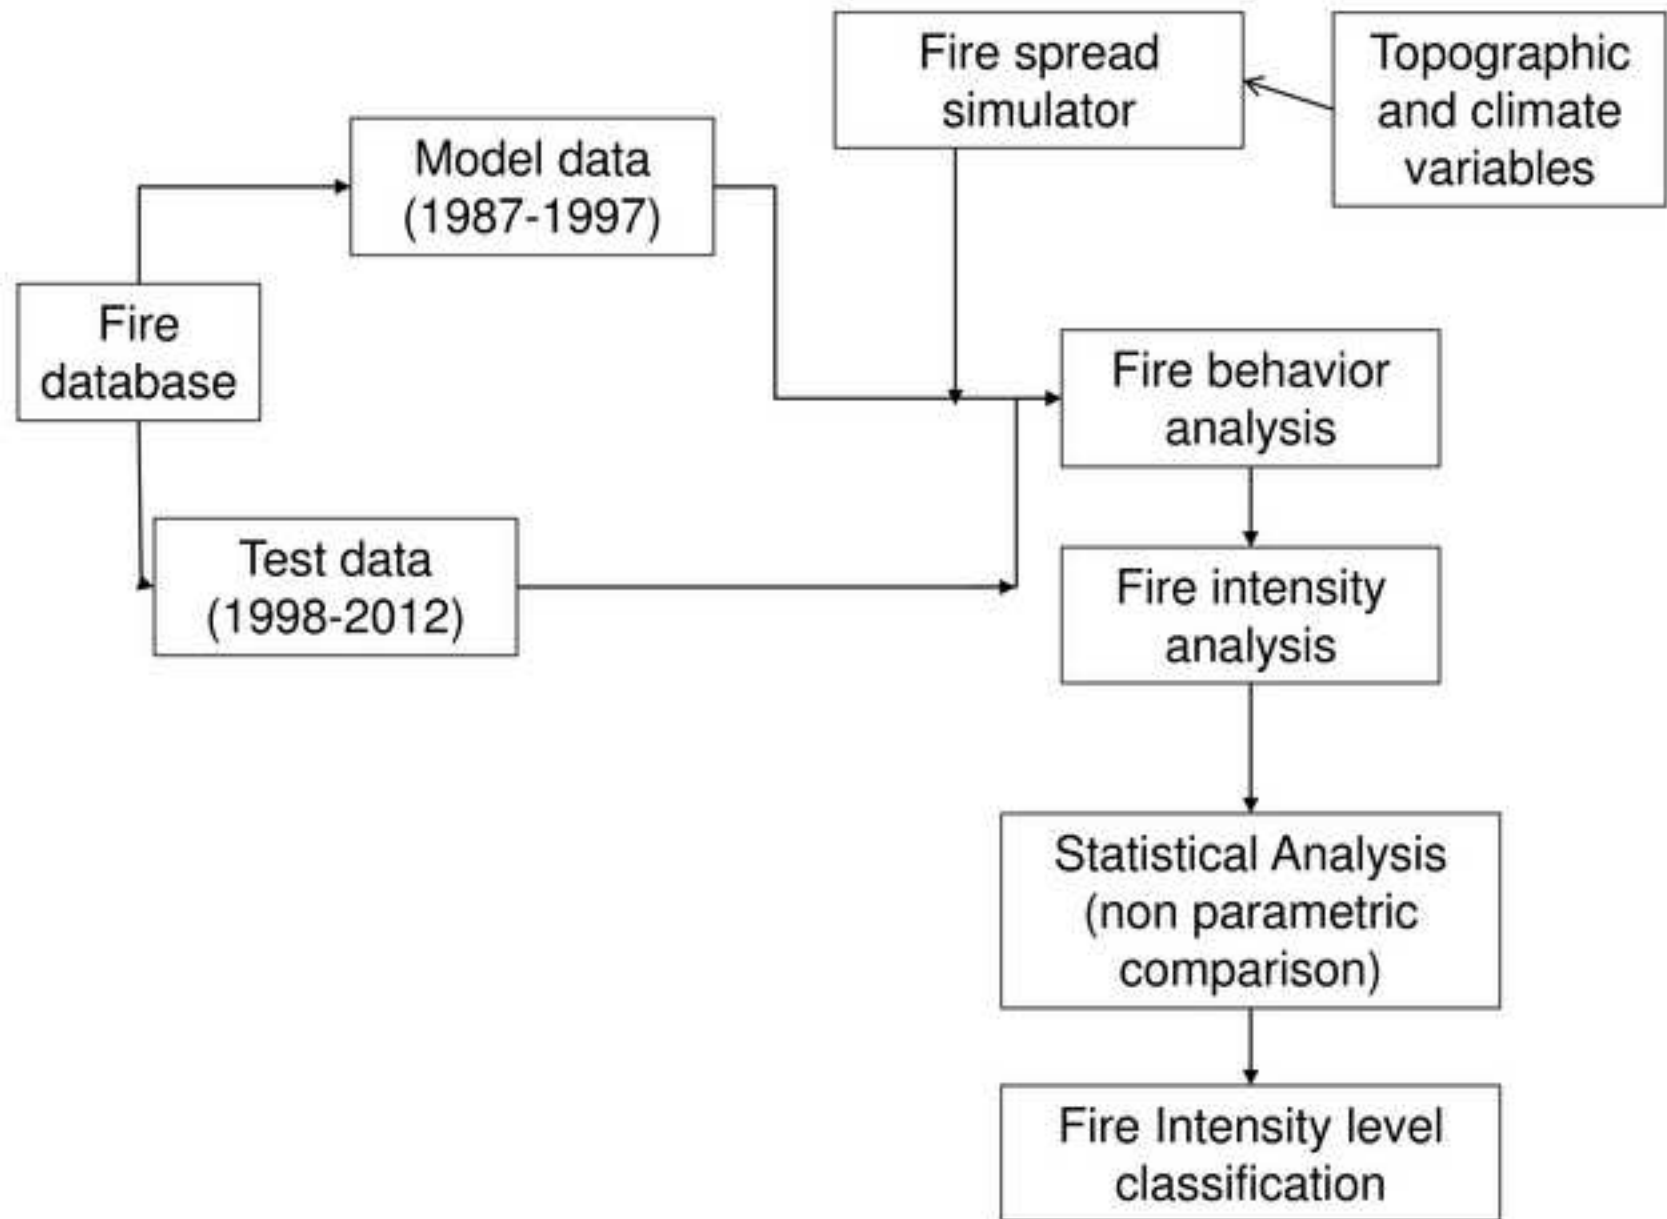 Fire spread
simulator
Topographic
and climate
variables
Model data
(1987-1997)
Fire
database
Fire behavior
analysis
Test data
(1998-2012)
Fire intensity
analysis
Statistical Analysis
(non parametric
comparison)
Fire Intensity level
classification